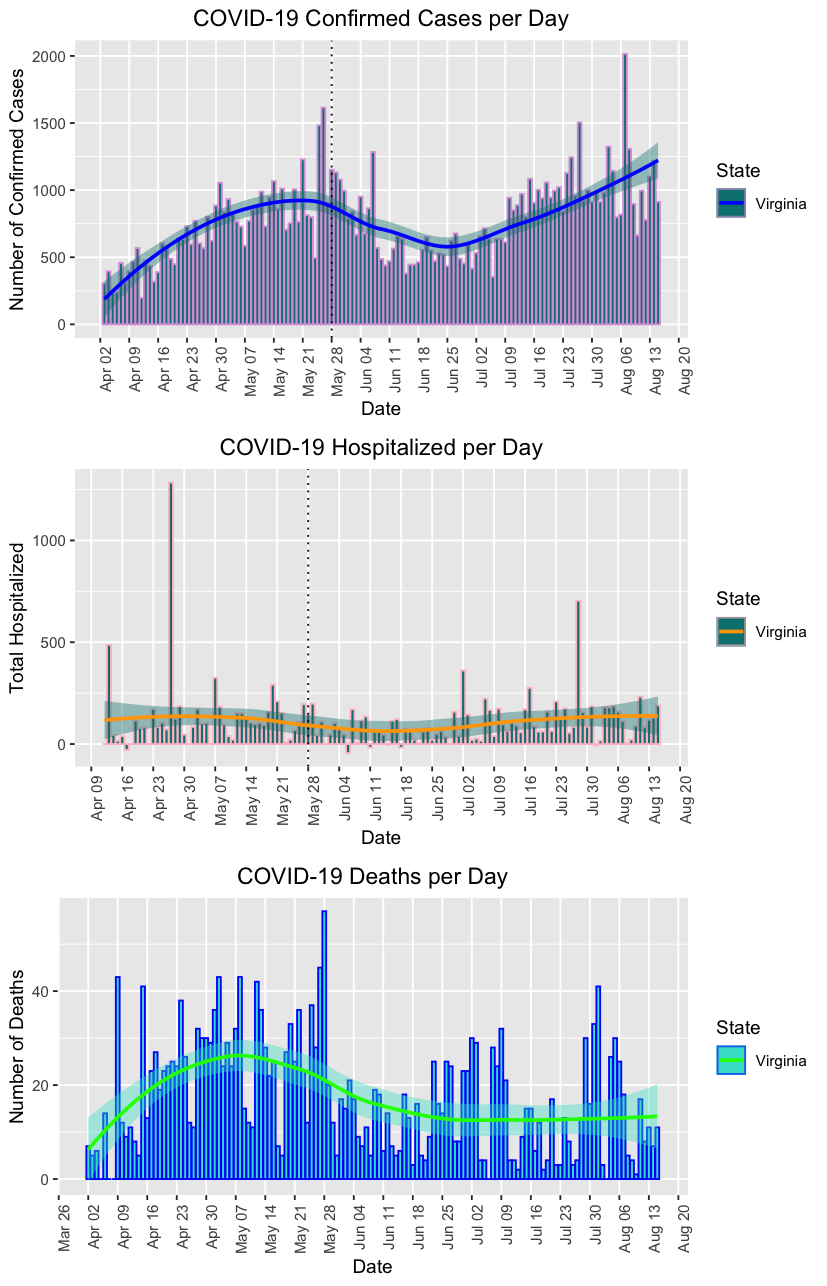 COVID-19 Confirmed Cases per Day
Number of Confirmed Cases
2000
1500
1000
500
0
Apr 02
Apr 09
Apr 16
Apr 23
Apr 30
May 07
May 14
May 21
May 28
Jun 04
Jun 11
Jun 18
Jun 25
Jul 02
Jul 09
Jul 16
Jul 23
Jul 30
Aug 06
Aug 13
Aug 20
Date
State
Virginia
COVID-19 Hospitalized per Day
Total Hospitalized
1000
500
0
Apr 09
Apr 16
Apr 23
Apr 30
May 07
May 14
May 21
May 28
Jun 04
Jun 11
Jun 18
Jun 25
Jul 02
Jul 09
Jul 16
Jul 23
Jul 30
Aug 06
Aug 13
Aug 20
Date
State
Virginia
COVID-19 Deaths per Day
Number of Deaths
40
20
0
Mar 26
Apr 02
Apr 09
Apr 16
Apr 23
Apr 30
May 07
May 14
May 21
May 28
Jun 04
Jun 11
Jun 18
Jun 25
Jul 02
Jul 09
Jul 16
Jul 23
Jul 30
Aug 06
Aug 13
Aug 20
Date
State
Virginia